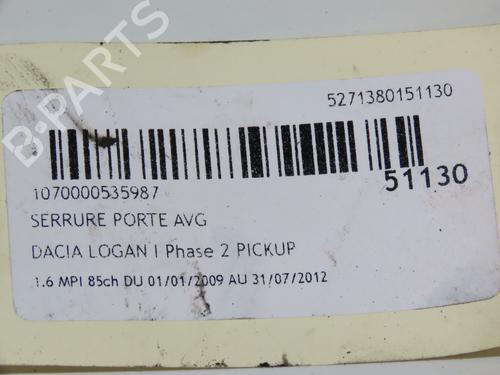 5271380151130
51130
1070000535987
SERRURE PORTE AVG
DACIA LOGAN I Phase 2 PICKUP
1.6 MPI 85ch DU 01/01/2009 AU 31/07/2012
B-PARTS